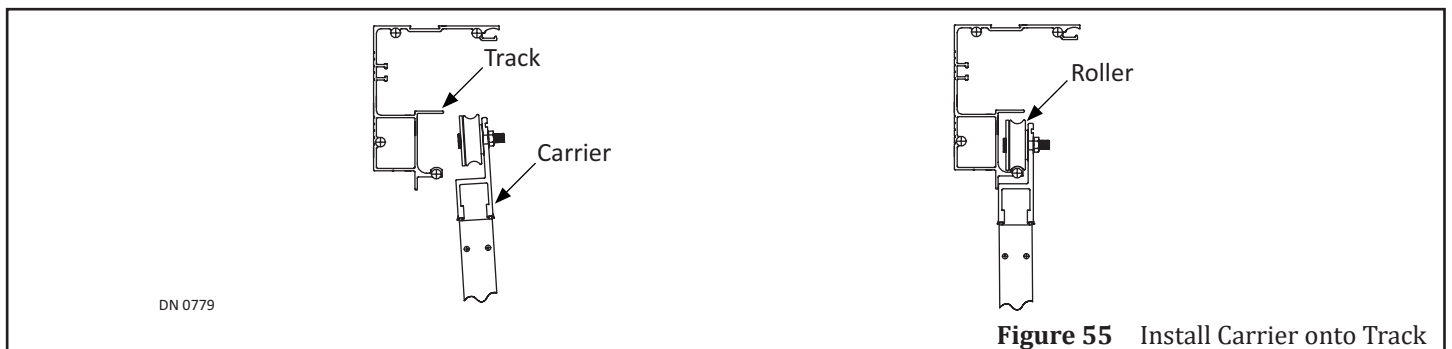 Track
Carrier
Roller
DN 0779
Figure 55 Install Carrier onto Track